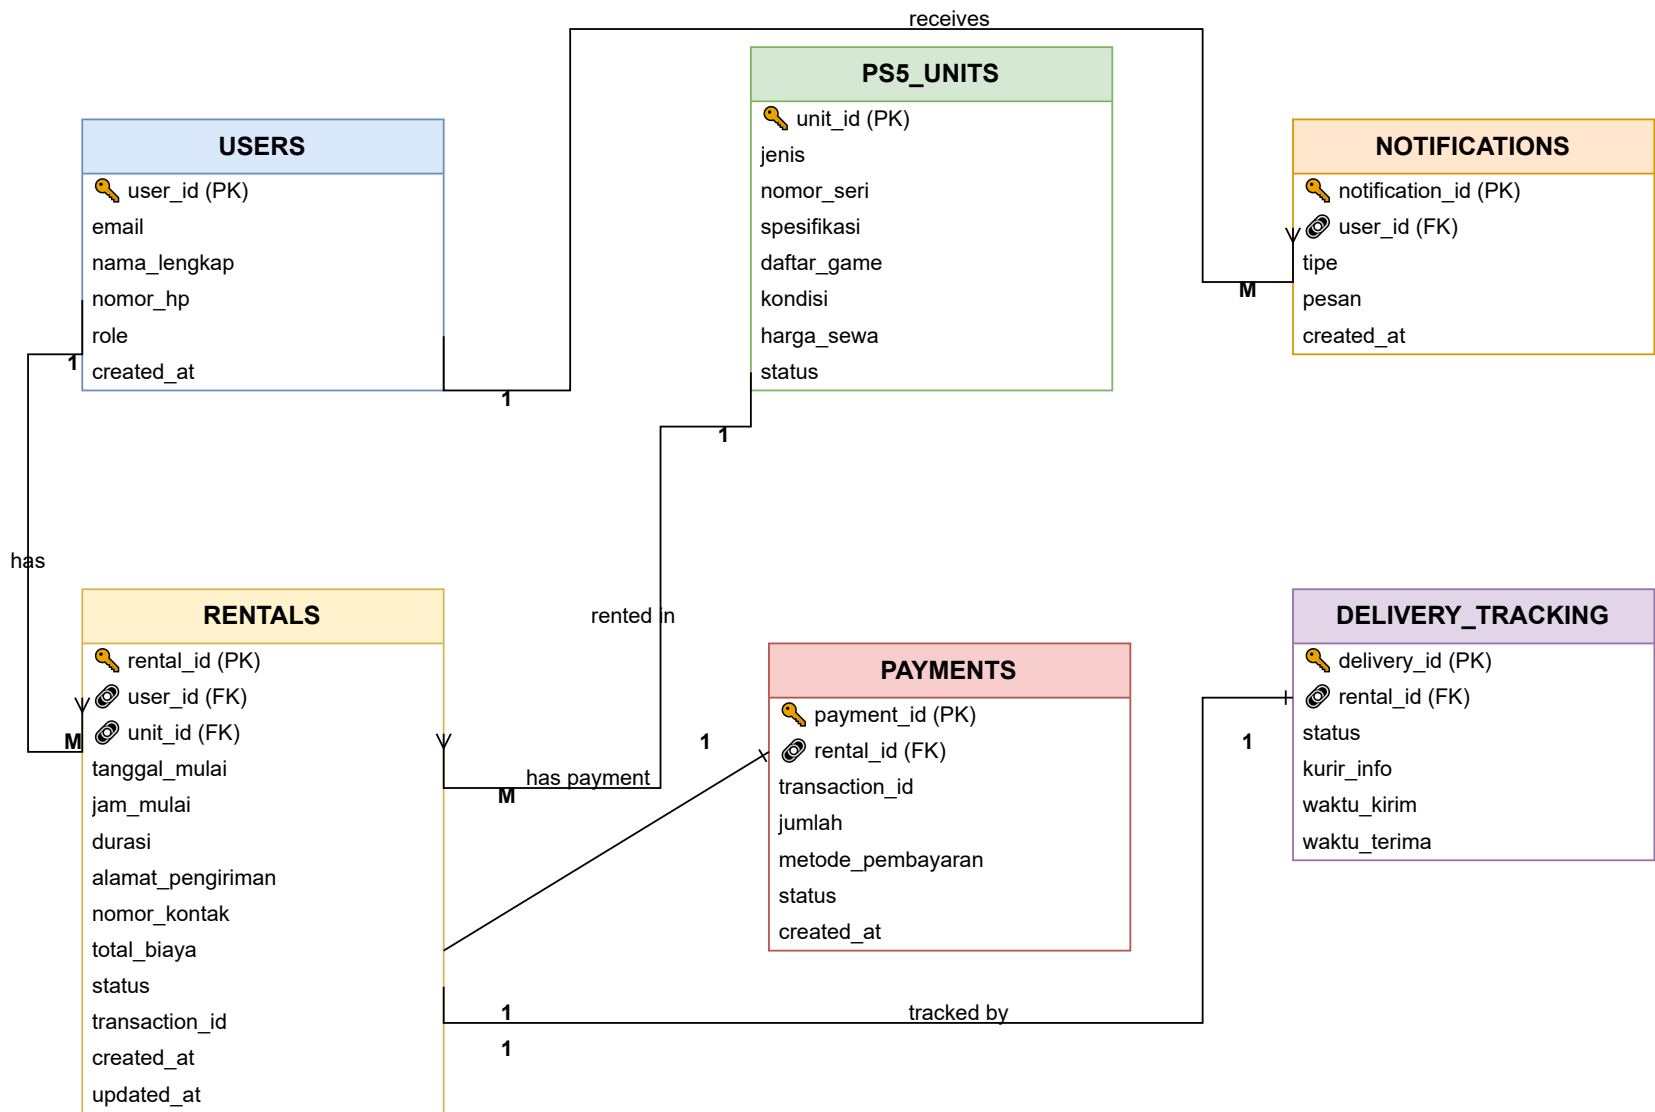 receives
PS5_UNITS
unit_id (PK)
jenis
nomor_seri
spesifikasi
daftar_game
kondisi
harga_sewa
status
USERS
user_id (PK)
email
nama_lengkap
nomor_hp
role
created_at
NOTIFICATIONS
notification_id (PK)
user_id (FK)
tipe
pesan
created_at
M
1
1
1
has
rented in
RENTALS
rental_id (PK)
user_id (FK)
unit_id (FK)
tanggal_mulai
jam_mulai
durasi
alamat_pengiriman
nomor_kontak
total_biaya
status
transaction_id
created_at
updated_at
M
M
has payment
1
PAYMENTS
payment_id (PK)
rental_id (FK)
transaction_id
jumlah
metode_pembayaran
status
created_at
1
DELIVERY_TRACKING
delivery_id (PK)
rental_id (FK)
status
kurir_info
waktu_kirim
waktu_terima
1
tracked by
1